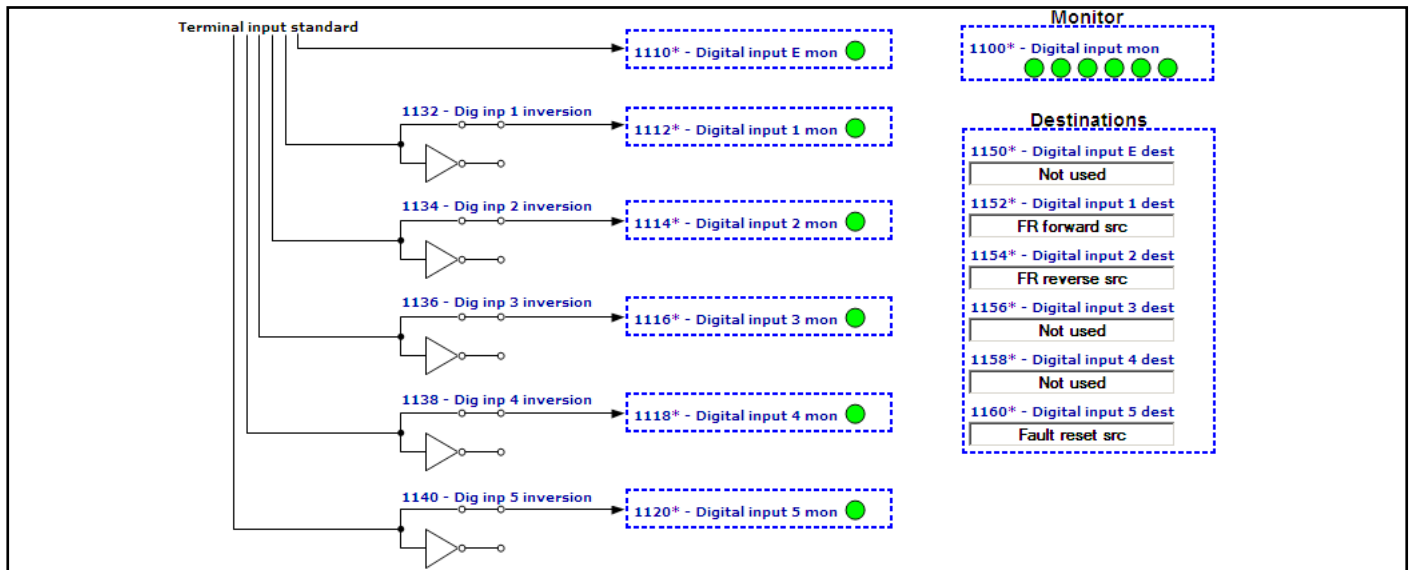 Terminal input standard
1110* - Digital input E mon
1132 - Dig inp 1 inversion
1112* - Digital input 1 mon
1134 - Dig inp 2 inversion
1114* - Digital input 2 mon
1136 - Dig inp 3 inversion
1116* - Digital input 3 mon
1138 - Dig inp 4 inversion
1118* - Digital input 4 mon
1140 - Dig inp 5 inversion
1120* - Digital input 5 mon
Monitor
1100* - Digital input mon
Destinations
1150* - Digital input E dest
Not used
1152* - Digital input 1 dest
FR forward src
1154* - Digital input 2 dest
FR reverse src
1156* - Digital input 3 dest
Not used
1158* - Digital input 4 dest
Not used
1160* - Digital input 5 dest
Fault reset src